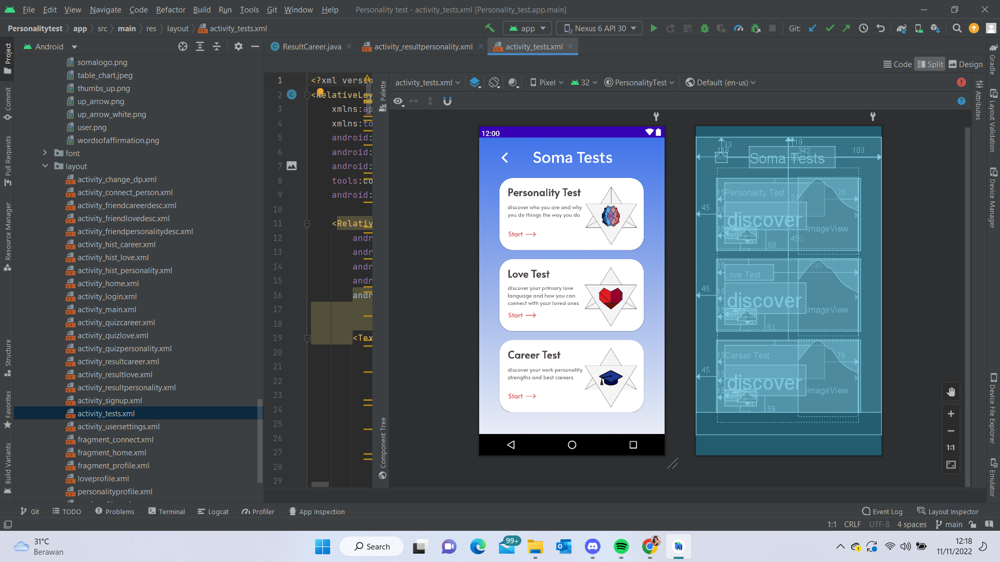 File Edit View Navigate Code Refactor Build Run Tools Git Window Help Personality test - activity_tests.xml [Personality_test.app.main]
Personalitytest app src main res layout activity_tests.xml app Nexus 6 API 30 Git:
Project
Commit
Pull Requests
Resource Manager
Structure
Favorites
Build Variants
Android
somalogo.png
table_chart.jpeg
thumbs_up.png
up_arrow.png
up_arrow_white.png
user.png
wordsofaffirmation.png
font
layout
activity_change_dp.xml
activity_connect_person.xml
activity_friendcareerdesc.xml
activity_friendlovedesc.xml
activity_friendpersonalitydesc.xml
activity_hist_career.xml
activity_hist_love.xml
activity_hist_personality.xml
activity_home.xml
activity_login.xml
activity_main.xml
activity_quizcareer.xml
activity_quizlove.xml
activity_quizpersonality.xml
activity_resultcareer.xml
activity_resultlove.xml
activity_resultpersonality.xml
activity_signup.xml
activity_tests.xml
activity_usersettings.xml
fragment_connect.xml
fragment_home.xml
fragment_profile.xml
loveprofile.xml
personalityprofile.xml
ResultCareer.java activity_resultpersonality.xml activity_tests.xml
Code Split Design
1 <?xml versio
2 <RelativeLay
3 xmlns:ap
4 xmlns:to
5 android:
6 android:
7 android:
8 tools:co
9 android:
10
11 <Relativ
12 andr
13 andr
14 andr
15 andr
16 andr
17
18
19 <Tex
20
21
22
23
24
25
26
27
28
29
Palette
Component Tree
activity_tests.xml Pixel 32 PersonalityTest Default (en-us)
12:00
Soma Tests
Personality Test
discover who you are and why
you do things the way you do
Start
Love Test
discover your primary love
language and how you can
connect with your loved ones
Start
Career Test
discover your work personality
strengths and best careers
Start
33 19
118 342 103
Soma Tests
15 Personality Test 270 75
45
15 discover ImageView
15 Start 450
68
15 190
Love Test
45
15 discover ImageView
15 Start 61
15 Career Test 76
45
15 discover ImageView
15 Start 59
1:1
Attributes
Gradle
Layout Validation
Device Manager
Device File Explorer
Emulator
Git TODO Problems Terminal Logcat Profiler App Inspection Event Log Layout Inspector
1:1 CRLF UTF-8 4 spaces main
31°C
Berawan
Search
99+
12:18
11/11/2022